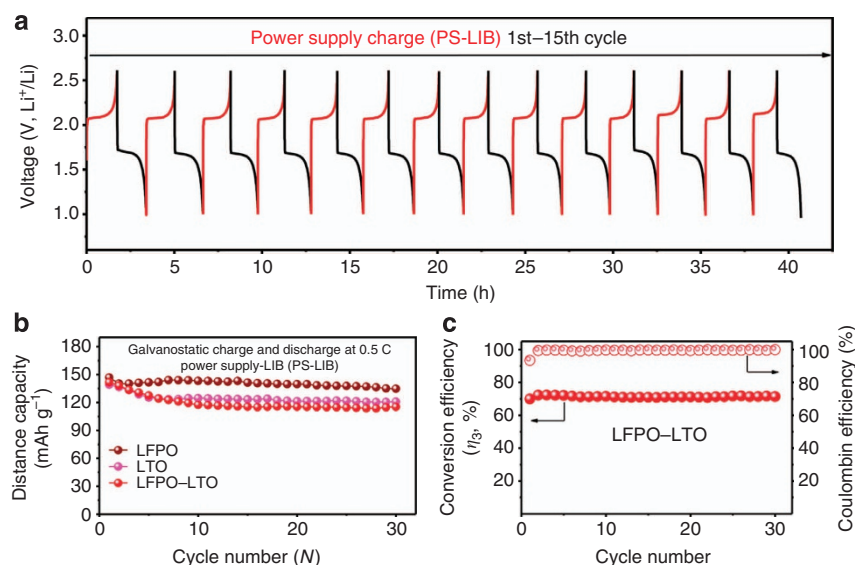 a
Power supply charge (PS-LIB) 1st–15th cycle
Voltage (V, Li⁺/Li)
3.0
2.5
2.0
1.5
1.0
0 5 10 15 20 25 30 35 40
Time (h)
b
Galvanostatic charge and discharge at 0.5 C
power supply-LIB (PS-LIB)
Distance capacity
(mAh g⁻¹)
180
150
120
90
60
30
0
LFPO
LTO
LFPO–LTO
0 10 20 30
Cycle number (N)
c
Conversion efficiency
(η₃, %)
100
80
60
40
20
LFPO–LTO
100
80
60
40
20
Coulombin efficiency (%)
0 10 20 30
Cycle number